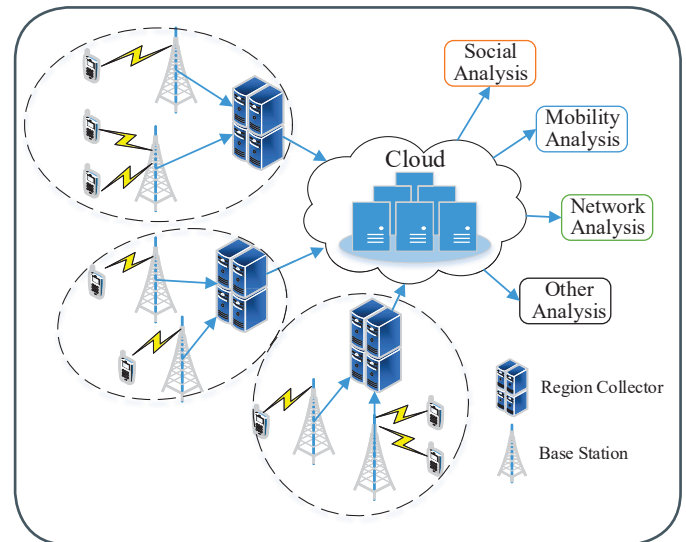 Social
Analysis
Mobility
Analysis
Cloud
Network
Analysis
Other
Analysis
Region Collector
Base Station